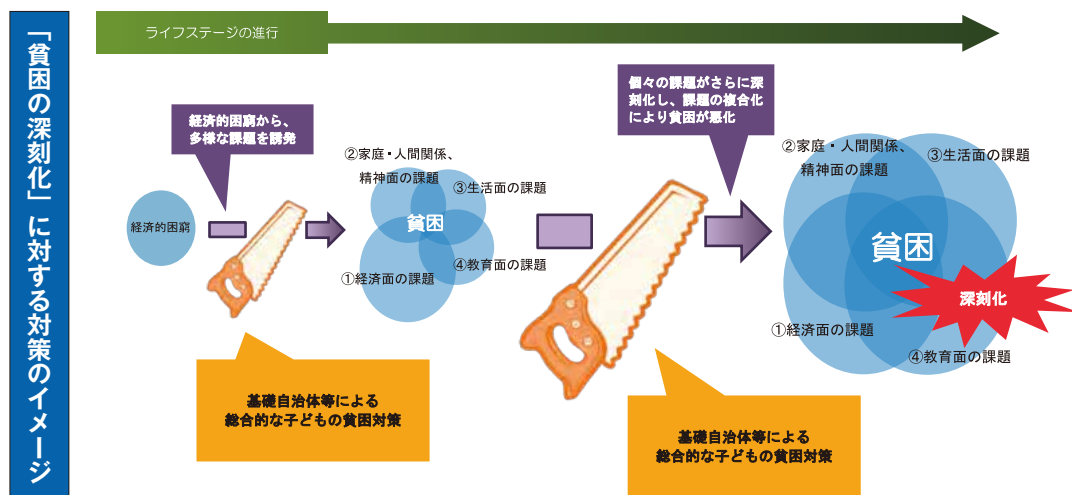 「貧困の深刻化」に対する対策のイメージ
ライフステージの進行
経済的困窮から、
多様な課題を誘発
個々の課題がさらに深
刻化し、課題の複合化
により貧困が悪化
経済的困窮
②家庭・人間関係、
精神面の課題
③生活面の課題
貧困
④教育面の課題
①経済面の課題
②家庭・人間関係、
精神面の課題
③生活面の課題
貧困
深刻化
①経済面の課題
④教育面の課題
基礎自治体等による
総合的な子どもの貧困対策
基礎自治体等による
総合的な子どもの貧困対策